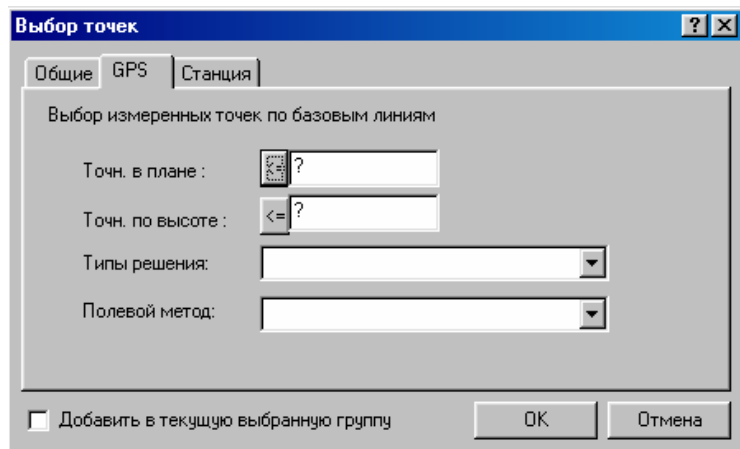 Выбор точек
Общие GPS Станция
Выбор измеренных точек по базовым линиям
Точн. в плане : <= ?
Точн. по высоте : <= ?
Типы решения:
Полевой метод:
Добавить в текущую выбранную группу OK Отмена